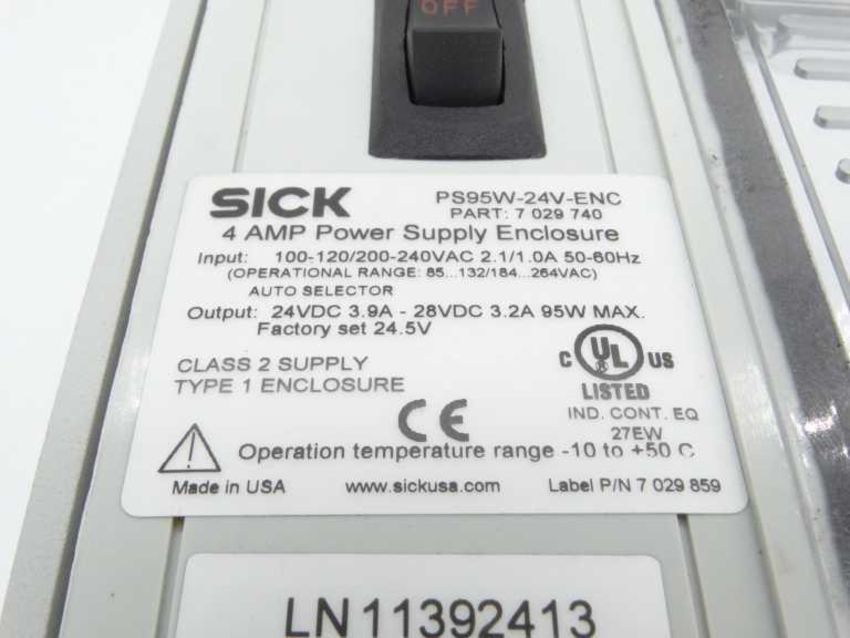 OFF
SICK PS95W-24V-ENC
PART: 7 029 740
4 AMP Power Supply Enclosure
Input: 100-120/200-240VAC 2.1/1.0A 50-60Hz
(OPERATIONAL RANGE: 85...132/184...264VAC)
AUTO SELECTOR
Output: 24VDC 3.9A - 28VDC 3.2A 95W MAX.
Factory set 24.5V
CLASS 2 SUPPLY
TYPE 1 ENCLOSURE
C UL US
LISTED
IND. CONT. EQ
27EW
CE
Operation temperature range -10 to +50 C
Made in USA www.sickusa.com Label P/N 7 029 859
LN11392413